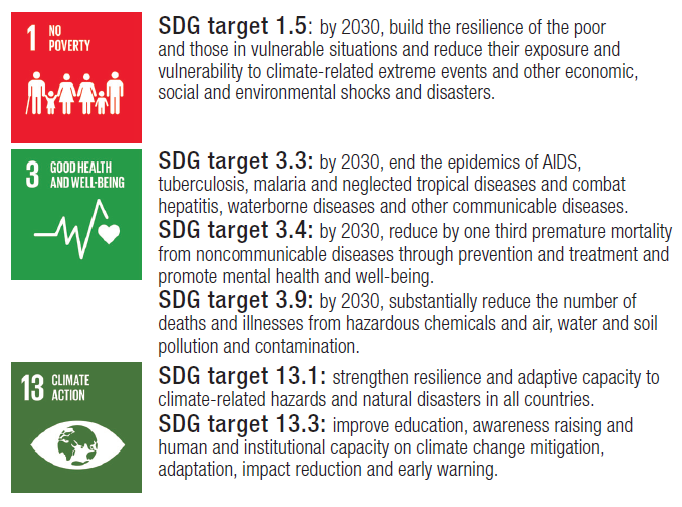 1 NO
POVERTY
SDG target 1.5: by 2030, build the resilience of the poor
and those in vulnerable situations and reduce their exposure and
vulnerability to climate-related extreme events and other economic,
social and environmental shocks and disasters.
3 GOOD HEALTH
AND WELL-BEING
SDG target 3.3: by 2030, end the epidemics of AIDS,
tuberculosis, malaria and neglected tropical diseases and combat
hepatitis, waterborne diseases and other communicable diseases.
SDG target 3.4: by 2030, reduce by one third premature mortality
from noncommunicable diseases through prevention and treatment and
promote mental health and well-being.
SDG target 3.9: by 2030, substantially reduce the number of
deaths and illnesses from hazardous chemicals and air, water and soil
pollution and contamination.
13 CLIMATE
ACTION
SDG target 13.1: strengthen resilience and adaptive capacity to
climate-related hazards and natural disasters in all countries.
SDG target 13.3: improve education, awareness raising and
human and institutional capacity on climate change mitigation,
adaptation, impact reduction and early warning.